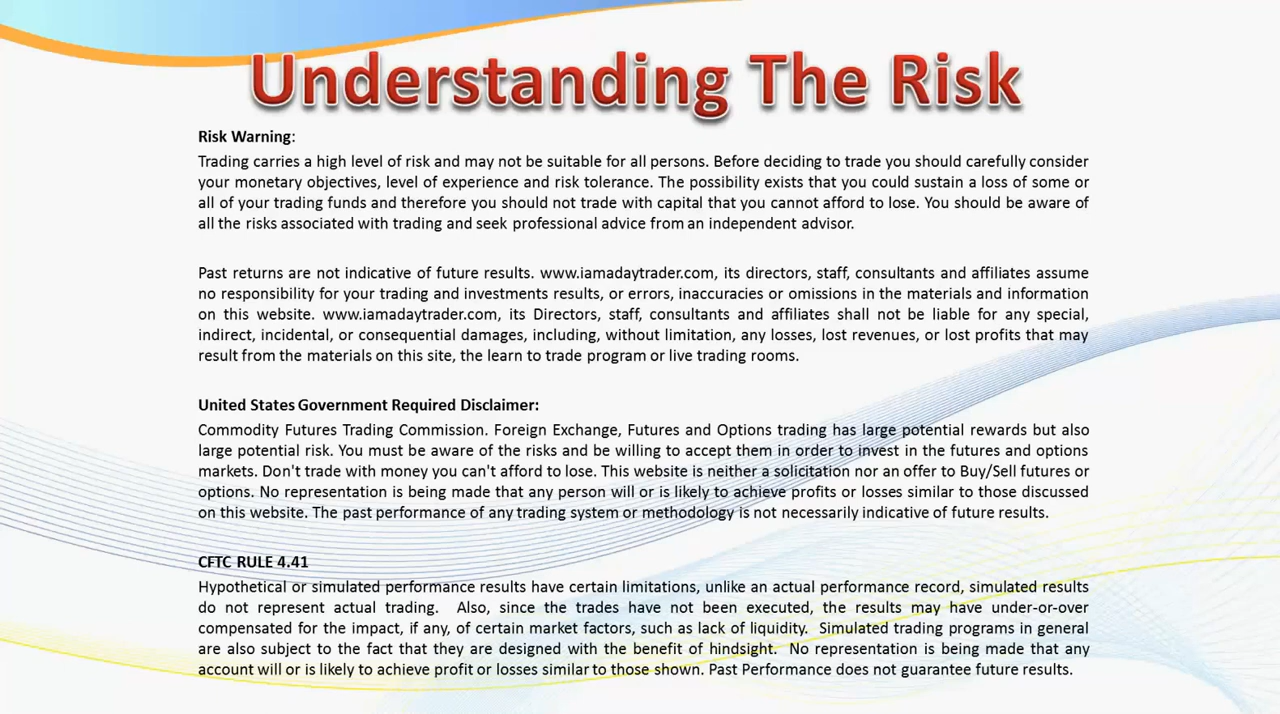 Understanding The Risk
Risk Warning:
Trading carries a high level of risk and may not be suitable for all persons. Before deciding to trade you should carefully consider
your monetary objectives, level of experience and risk tolerance. The possibility exists that you could sustain a loss of some or
all of your trading funds and therefore you should not trade with capital that you cannot afford to lose. You should be aware of
all the risks associated with trading and seek professional advice from an independent advisor.
Past returns are not indicative of future results. www.iamadaytrader.com, its directors, staff, consultants and affiliates assume
no responsibility for your trading and investments results, or errors, inaccuracies or omissions in the materials and information
on this website. www.iamadaytrader.com, its Directors, staff, consultants and affiliates shall not be liable for any special,
indirect, incidental, or consequential damages, including, without limitation, any losses, lost revenues, or lost profits that may
result from the materials on this site, the learn to trade program or live trading rooms.
United States Government Required Disclaimer:
Commodity Futures Trading Commission. Foreign Exchange, Futures and Options trading has large potential rewards but also
large potential risk. You must be aware of the risks and be willing to accept them in order to invest in the futures and options
markets. Don't trade with money you can't afford to lose. This website is neither a solicitation nor an offer to Buy/Sell futures or
options. No representation is being made that any person will or is likely to achieve profits or losses similar to those discussed
on this website. The past performance of any trading system or methodology is not necessarily indicative of future results.
CFTC RULE 4.41
Hypothetical or simulated performance results have certain limitations, unlike an actual performance record, simulated results
do not represent actual trading. Also, since the trades have not been executed, the results may have under-or-over
compensated for the impact, if any, of certain market factors, such as lack of liquidity. Simulated trading programs in general
are also subject to the fact that they are designed with the benefit of hindsight. No representation is being made that any
account will or is likely to achieve profit or losses similar to those shown. Past Performance does not guarantee future results.